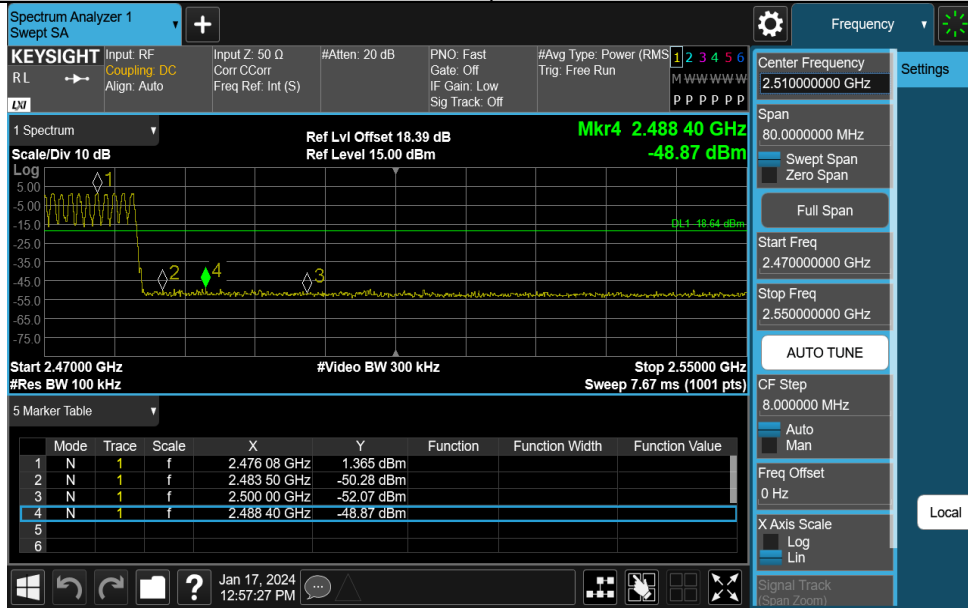 Spectrum Analyzer 1
Swept SA
Frequency
KEYSIGHT
RL
LXI
Input: RF
Coupling: DC
Align: Auto
Input Z: 50 Ω
Corr CCorr
Freq Ref: Int (S)
#Atten: 20 dB
PNO: Fast
Gate: Off
IF Gain: Low
Sig Track: Off
#Avg Type: Power (RMS
Trig: Free Run
1 2 3 4 5 6
M W W W W W
P P P P P P
1 Spectrum
Scale/Div 10 dB
Ref Lvl Offset 18.39 dB
Ref Level 15.00 dBm
Mkr4 2.488 40 GHz
-48.87 dBm
Log
5.00
-5.00
-15.0
-25.0
-35.0
-45.0
-55.0
-65.0
-75.0
1
2
4
3
DL1 -18.64 dBm
Start 2.47000 GHz
#Res BW 100 kHz
#Video BW 300 kHz
Stop 2.55000 GHz
Sweep 7.67 ms (1001 pts)
5 Marker Table
Mode Trace Scale X Y Function Function Width Function Value
1 N 1 f 2.476 08 GHz 1.365 dBm
2 N 1 f 2.483 50 GHz -50.28 dBm
3 N 1 f 2.500 00 GHz -52.07 dBm
4 N 1 f 2.488 40 GHz -48.87 dBm
5
6
Jan 17, 2024
12:57:27 PM
Center Frequency
2.510000000 GHz
Span
80.0000000 MHz
Swept Span
Zero Span
Full Span
Start Freq
2.470000000 GHz
Stop Freq
2.550000000 GHz
AUTO TUNE
CF Step
8.000000 MHz
Auto
Man
Freq Offset
0 Hz
X Axis Scale
Log
Lin
Signal Track
(Span Zoom)
Settings
Local